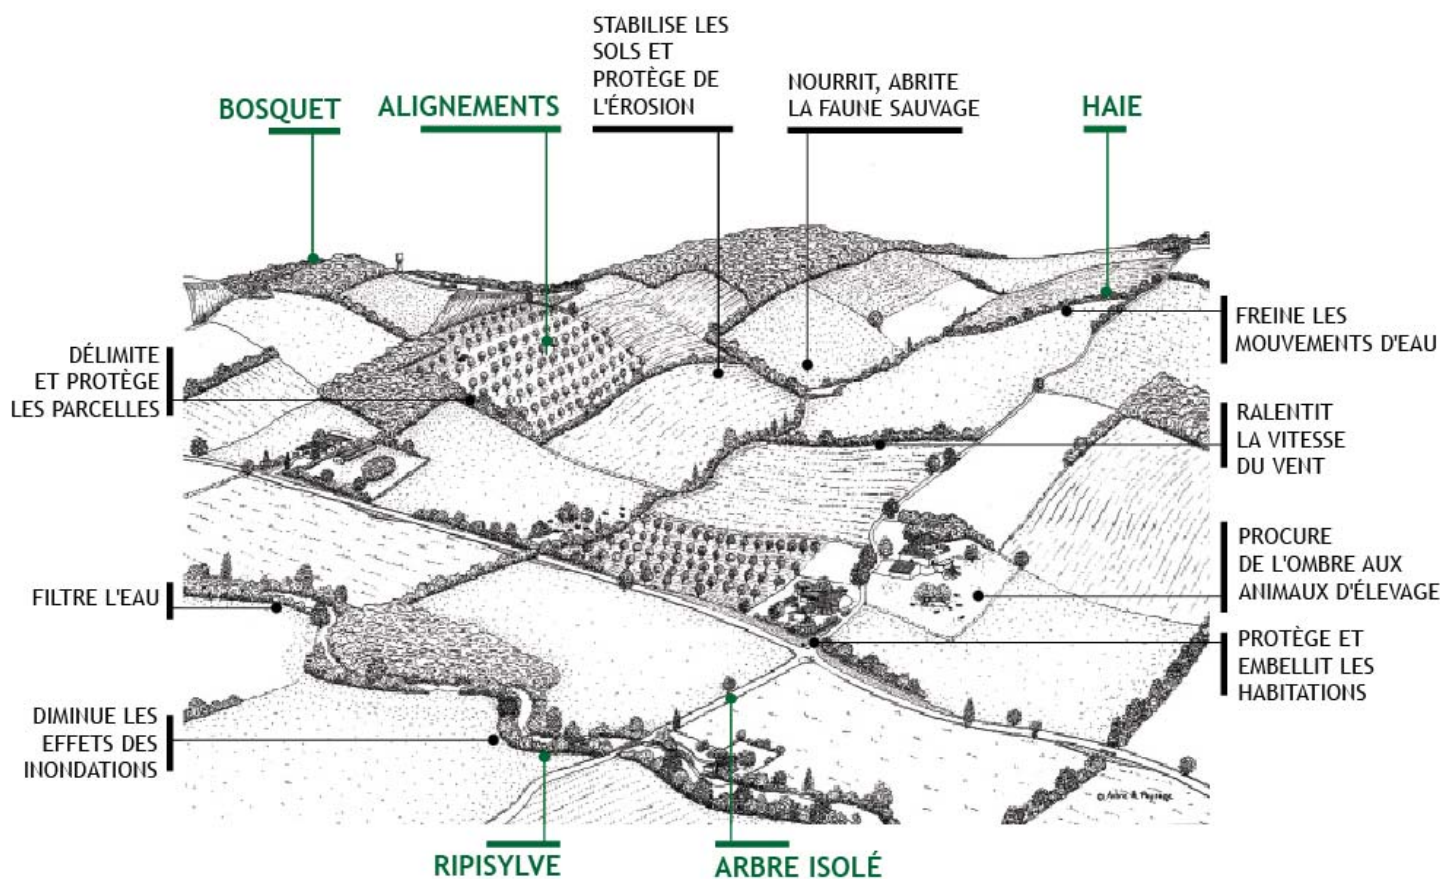 STABILISE LES
SOLS ET
PROTÈGE DE
L'ÉROSION
NOURRIT, ABRITE
LA FAUNE SAUVAGE
BOSQUET
ALIGNEMENTS
HAIE
FREINE LES
MOUVEMENTS D'EAU
DÉLIMITE
ET PROTÈGE
LES PARCELLES
RALENTIT
LA VITESSE
DU VENT
PROCURE
DE L'OMBRE AUX
ANIMAUX D'ÉLEVAGE
FILTRE L'EAU
PROTÈGE ET
EMBELLIT LES
HABITATIONS
DIMINUE LES
EFFETS DES
INONDATIONS
© Arbre & Paysage
RIPISYLVE
ARBRE ISOLÉ